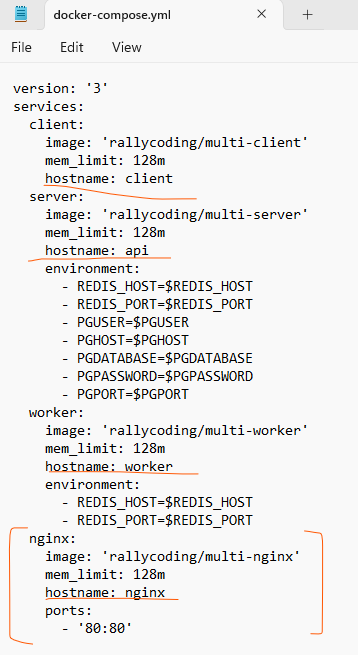 docker-compose.yml
File Edit View
version: '3'
services:
  client:
    image: 'rallycoding/multi-client'
    mem_limit: 128m
    hostname: client
  server:
    image: 'rallycoding/multi-server'
    mem_limit: 128m
    hostname: api
    environment:
      - REDIS_HOST=$REDIS_HOST
      - REDIS_PORT=$REDIS_PORT
      - PGUSER=$PGUSER
      - PGHOST=$PGHOST
      - PGDATABASE=$PGDATABASE
      - PGPASSWORD=$PGPASSWORD
      - PGPORT=$PGPORT
  worker:
    image: 'rallycoding/multi-worker'
    mem_limit: 128m
    hostname: worker
    environment:
      - REDIS_HOST=$REDIS_HOST
      - REDIS_PORT=$REDIS_PORT
  nginx:
    image: 'rallycoding/multi-nginx'
    mem_limit: 128m
    hostname: nginx
    ports:
      - '80:80'